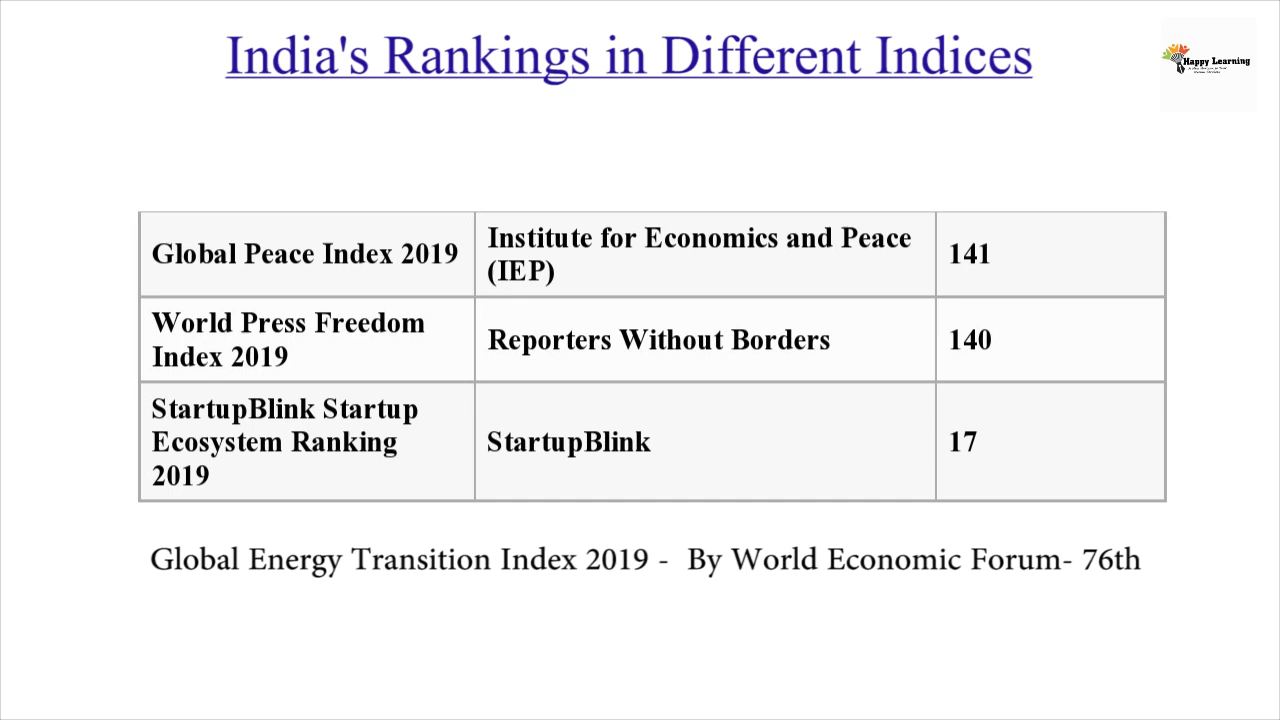 India's Rankings in Different Indices
Happy Learning
Global Peace Index 2019
Institute for Economics and Peace
(IEP)
141
World Press Freedom
Index 2019
Reporters Without Borders
140
StartupBlink Startup
Ecosystem Ranking
2019
StartupBlink
17
Global Energy Transition Index 2019 - By World Economic Forum- 76th